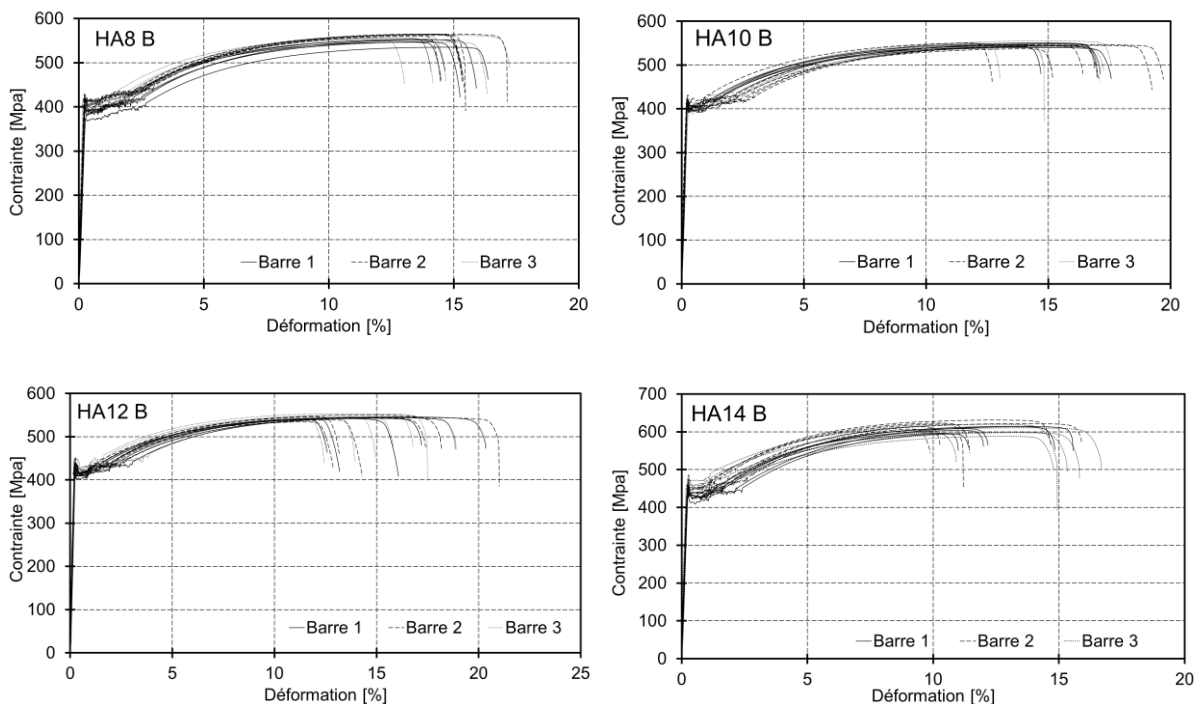 HA8 B
Contrainte [Mpa]
600
500
400
300
200
100
0
Barre 1 Barre 2 Barre 3
0 5 10 15 20
Déformation [%]
HA10 B
Contrainte [Mpa]
600
500
400
300
200
100
0
Barre 1 Barre 2 Barre 3
0 5 10 15 20
Déformation [%]
HA12 B
Contrainte [Mpa]
600
500
400
300
200
100
0
Barre 1 Barre 2 Barre 3
0 5 10 15 20 25
Déformation [%]
HA14 B
Contrainte [Mpa]
700
600
500
400
300
200
100
0
Barre 1 Barre 2 Barre 3
0 5 10 15 20
Déformation [%]